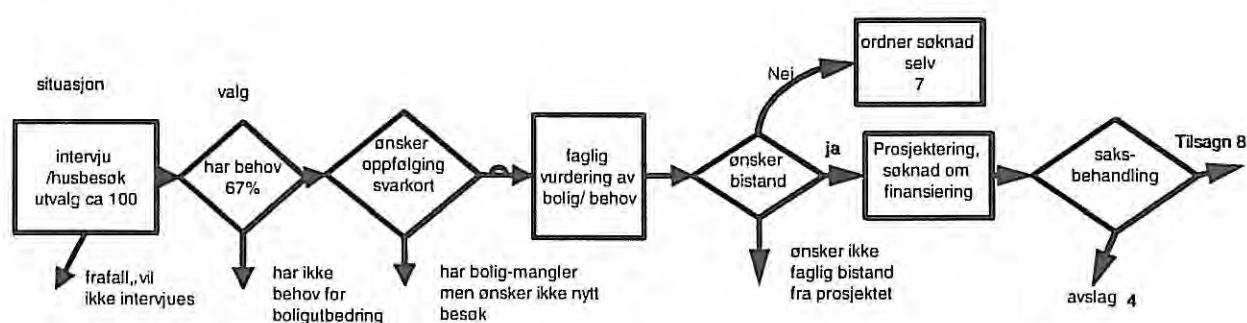 situasjon
intervju
/husbesøk
utvalg ca 100
frafall,,vil
ikke intervjues
valg
har behov
67%
har ikke
behov for
boligutbedring
ønsker
oppfølging
svarkort
har bolig-mangler
men ønsker ikke nytt
besøk
faglig
vurdering av
bolig/ behov
ønsker
bistand
Nej
ordner søknad
selv
7
ja
ønsker ikke
faglig bistand
fra prosjektet
Prosjektering,
søknad om
finansiering
saks-
behandling
Tilsagn 8
avslag 4